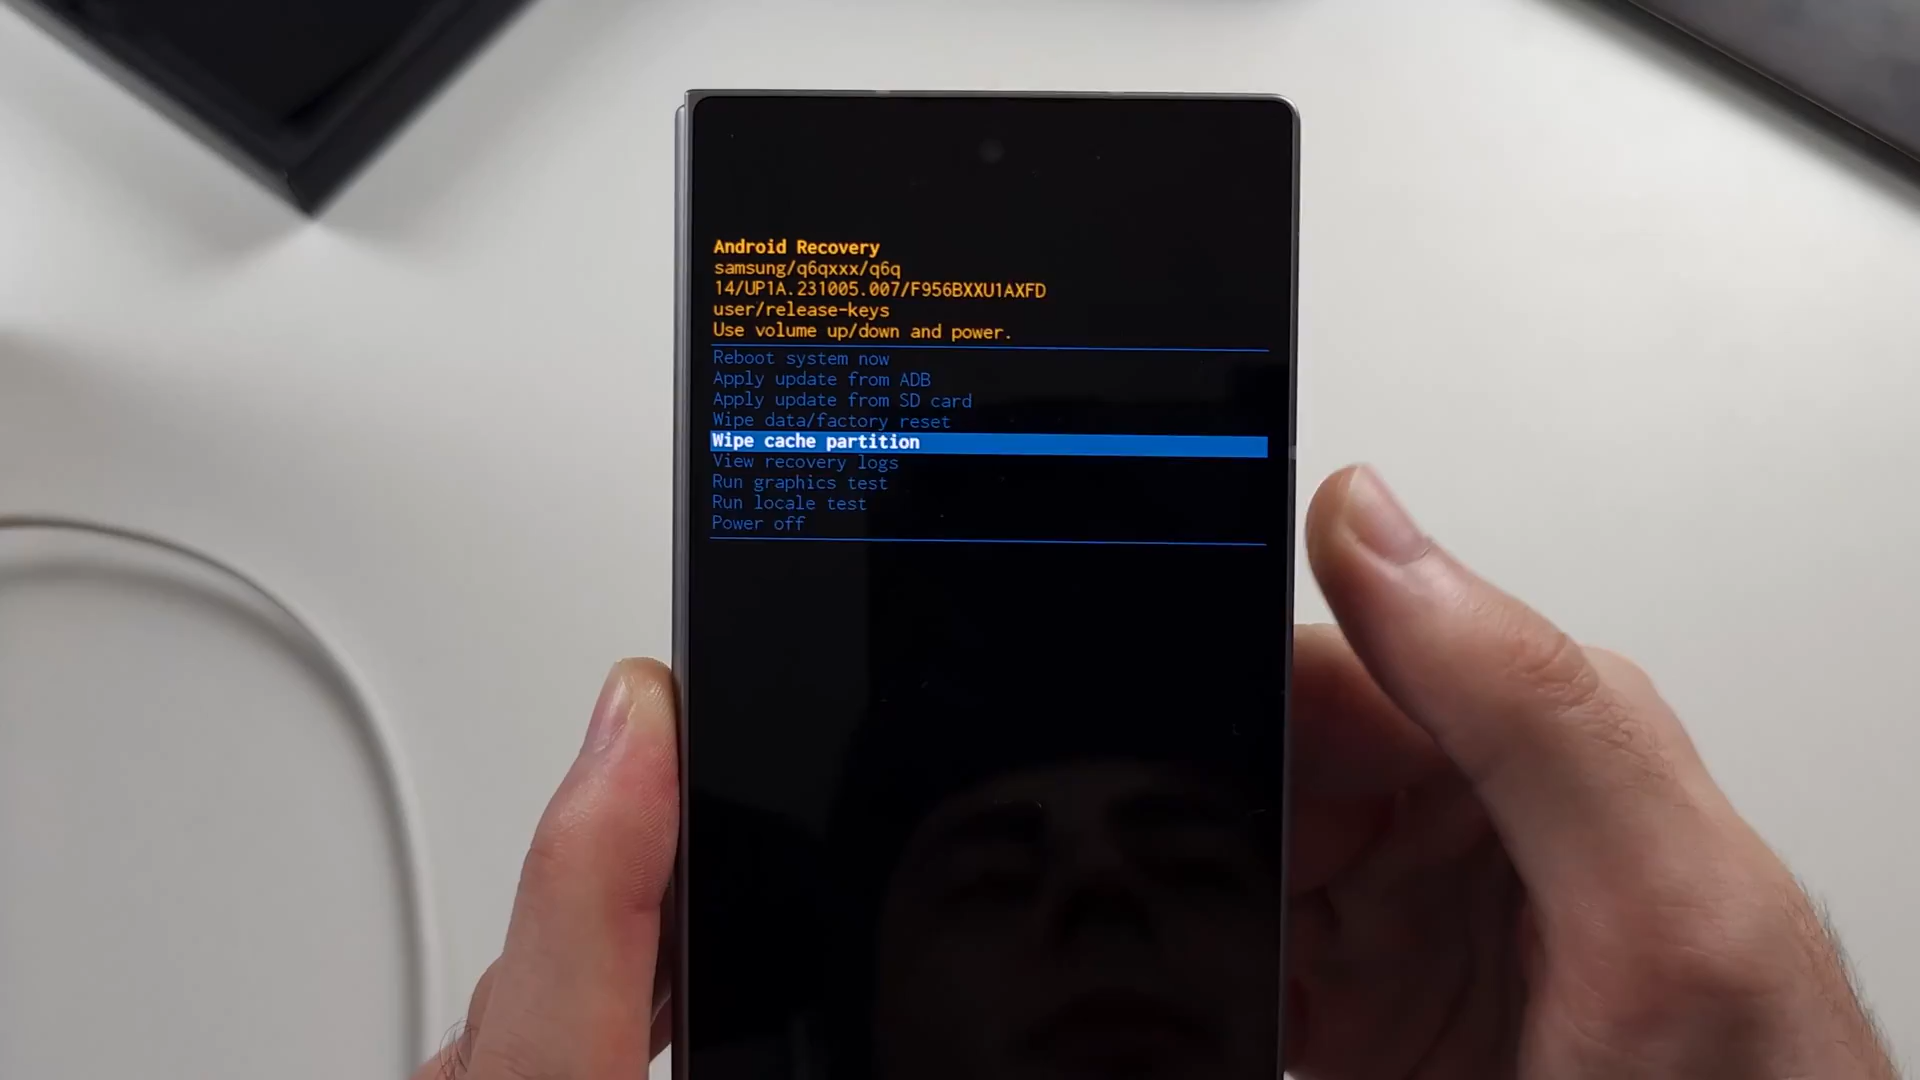 Android Recovery
samsung/q6qxxx/q6q
14/UP1A.231005.007/F956BXXU1AXFD
user/release-keys
Use volume up/down and power.
Reboot system now
Apply update from ADB
Apply update from SD card
Wipe data/factory reset
Wipe cache partition
View recovery logs
Run graphics test
Run locale test
Power off